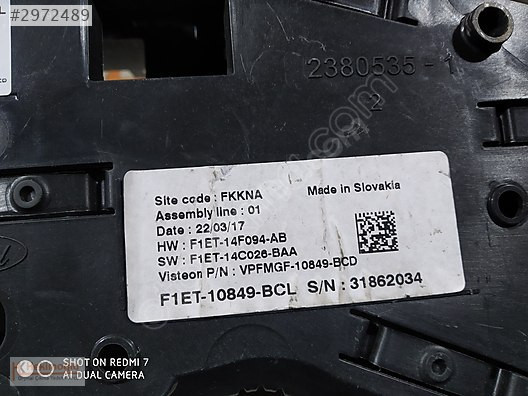 #2972489
2380535-1
2
Site code : FKKNA
Made in Slovakia
Assembly line : 01
Date : 22/03/17
HW : F1ET-14F094-AB
SW : F1ET-14C026-BAA
Visteon P/N : VPFMGF-10849-BCD
F1ET-10849-BCL S/N : 31862034
SHOT ON REDMI 7
AI DUAL CAMERA